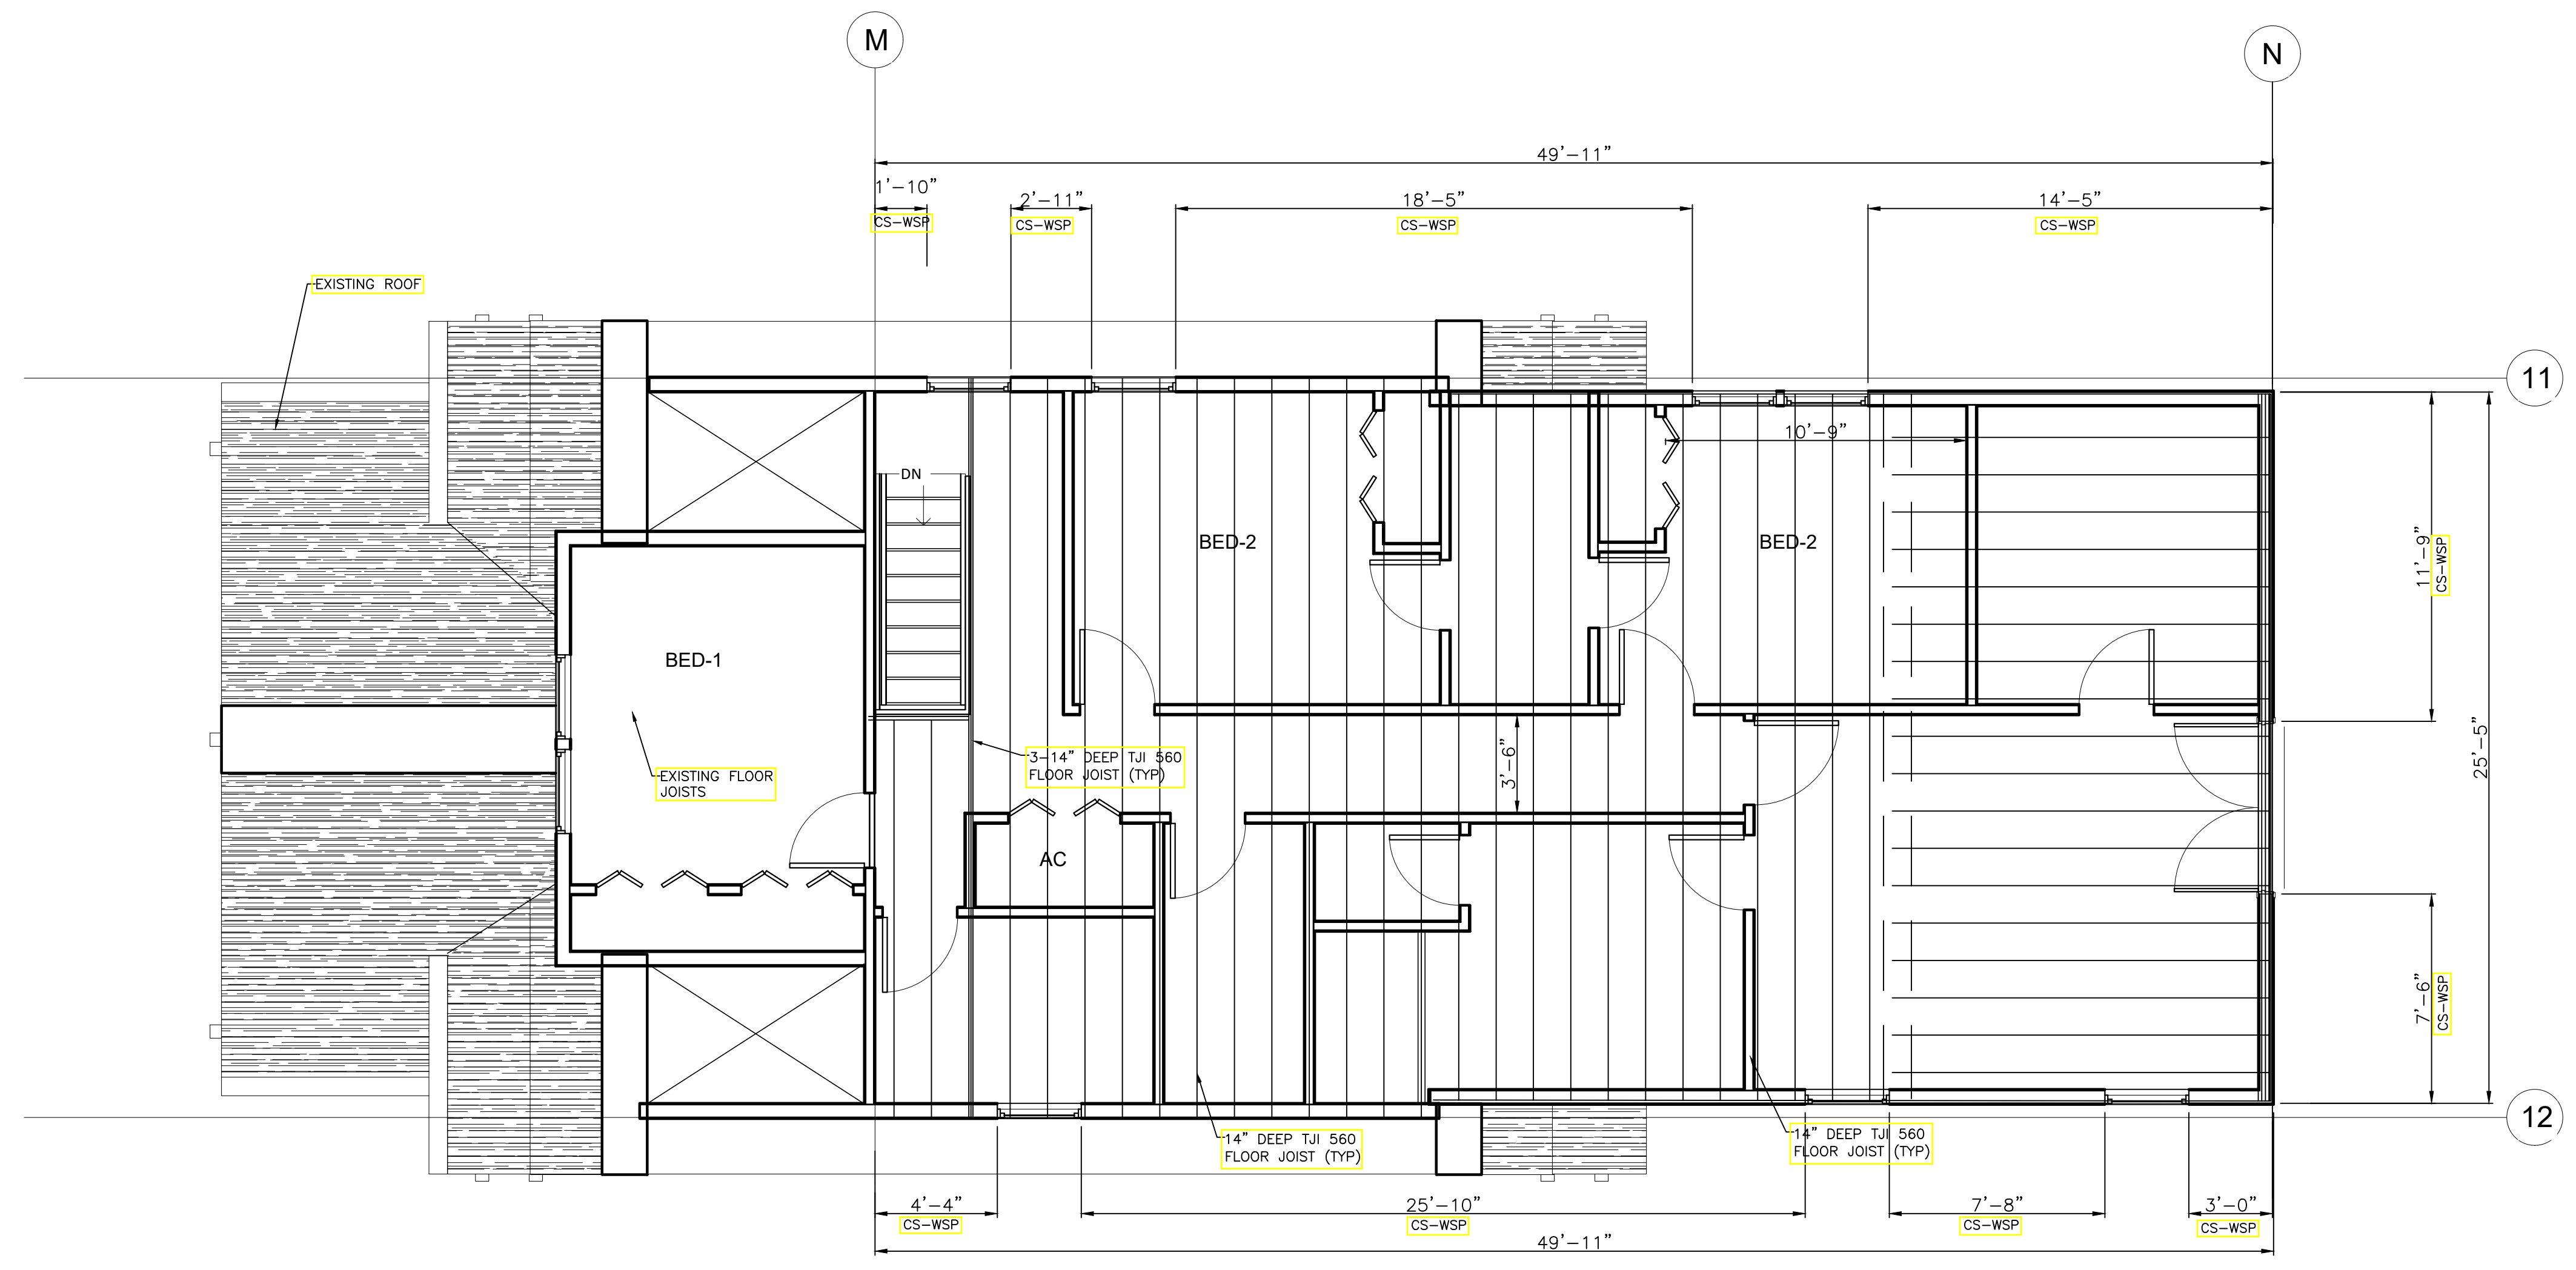 M
N
49'-11"
1'-10"
2'-11"
18'-5"
14'-5"
CS-WSP
CS-WSP
CS-WSP
CS-WSP
EXISTING ROOF
11
10'-9"
DN
BED-2
BED-2
11'-9"
CS-WSP
BED-1
3-14" DEEP TJI 560
FLOOR JOIST (TYP)
3'-6"
25'-5"
EXISTING FLOOR
JOISTS
AC
7'-6"
CS-WSP
12
14" DEEP TJI 560
FLOOR JOIST (TYP)
14" DEEP TJI 560
FLOOR JOIST (TYP)
4'-4"
25'-10"
7'-8"
3'-0"
CS-WSP
CS-WSP
CS-WSP
CS-WSP
49'-11"